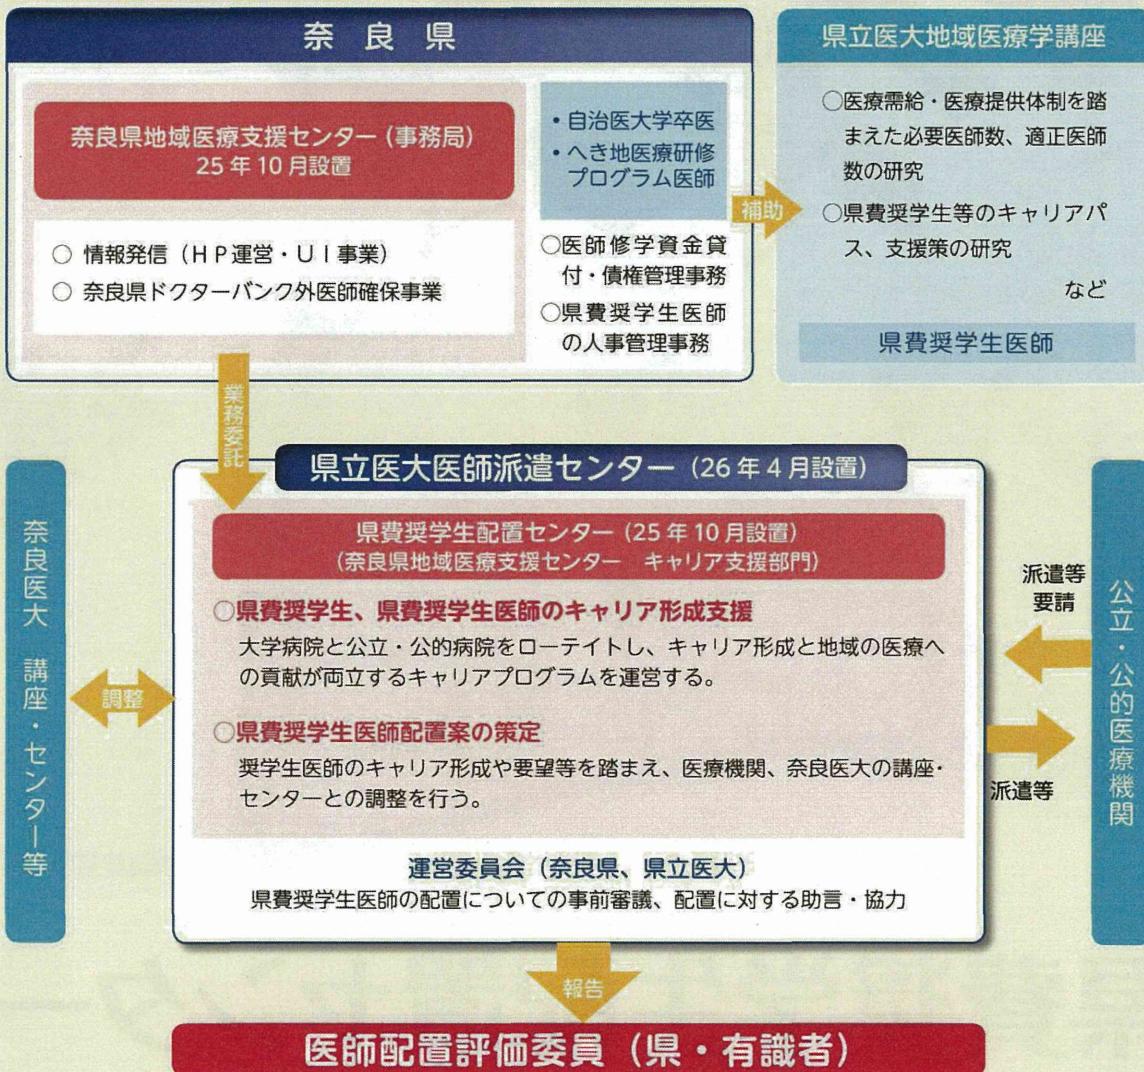 奈良県
奈良県地域医療支援センター（事務局）
25年10月設置
○ 情報発信（HP運営・UI事業）
○ 奈良県ドクターバンク外医師確保事業
・自治医大学卒医
・へき地医療研修
プログラム医師
○医師修学資金貸
付・債権管理事務
○県費奨学生医師
の人事管理事務
補助
県立医大地域医療学講座
○医療需給・医療提供体制を踏
まえた必要医師数、適正医師
数の研究
○県費奨学生等のキャリアパ
ス、支援策の研究
など
県費奨学生医師
業務委託
県立医大医師派遣センター（26年4月設置）
県費奨学生配置センター（25年10月設置）
（奈良県地域医療支援センター　キャリア支援部門）
○県費奨学生、県費奨学生医師のキャリア形成支援
大学病院と公立・公的病院をローテイトし、キャリア形成と地域の医療へ
の貢献が両立するキャリアプログラムを運営する。
○県費奨学生医師配置案の策定
奨学生医師のキャリア形成や要望等を踏まえ、医療機関、奈良医大の講座・
センターとの調整を行う。
運営委員会（奈良県、県立医大）
県費奨学生医師の配置についての事前審議、配置に対する助言・協力
奈良医大　講座・センター等
調整
派遣等
要請
派遣等
公立・公的医療機関
報告
医師配置評価委員（県・有識者）